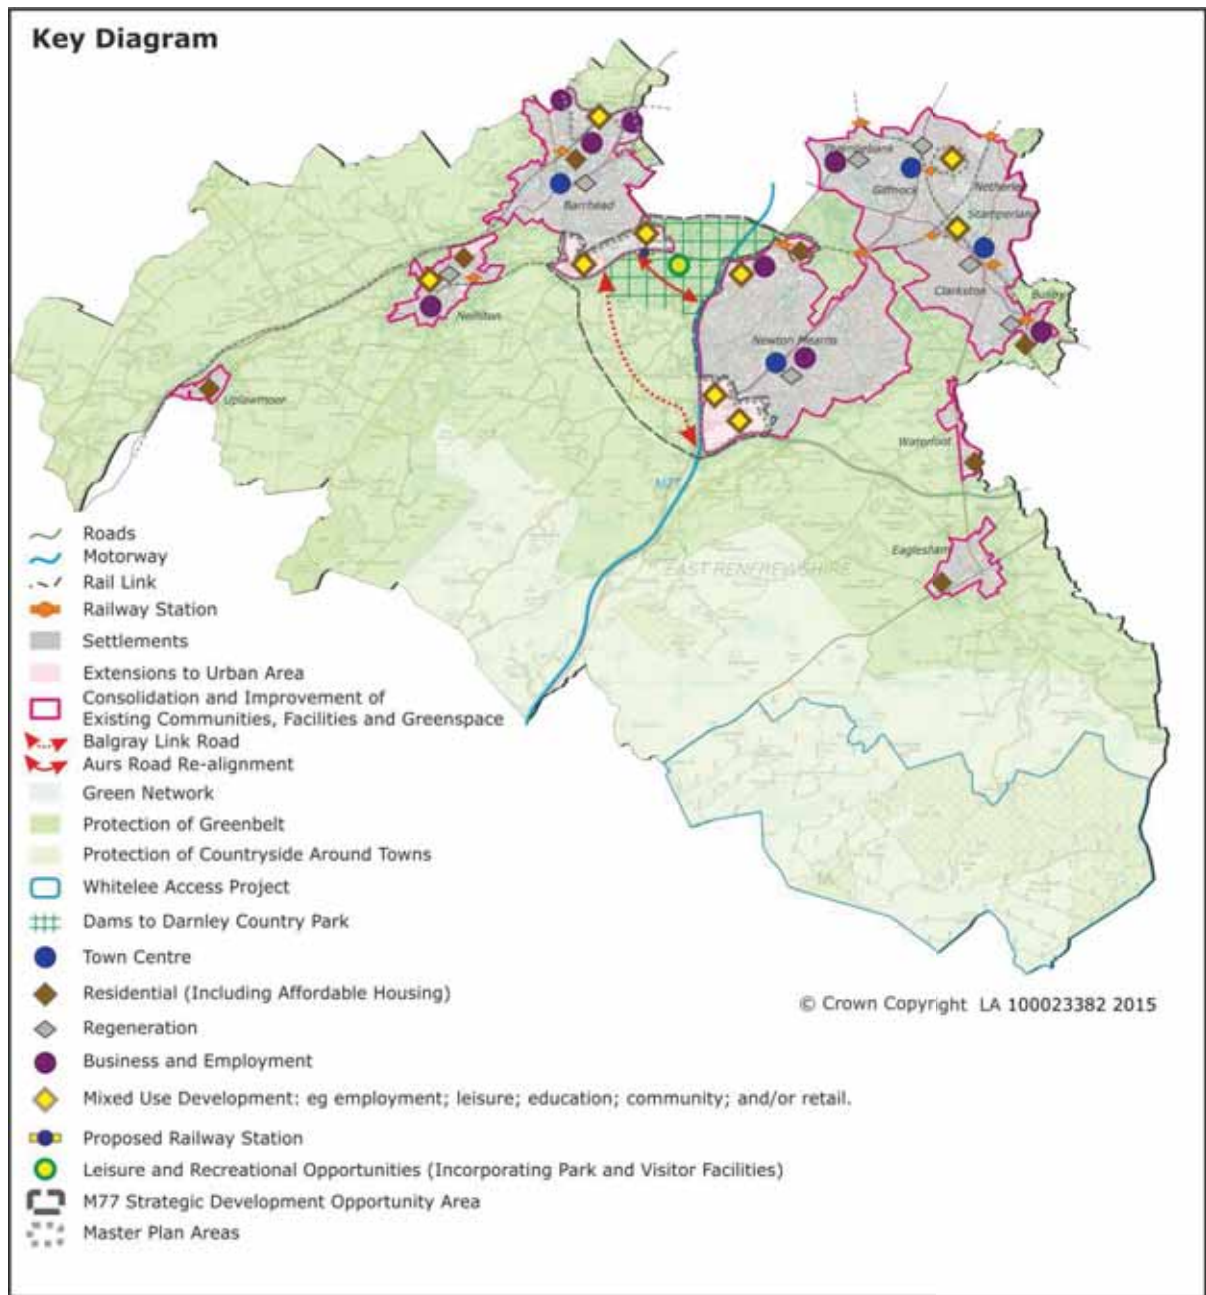 Key Diagram
Barrhead
Giffnock
Netherlee
Stamperland
Clarkston
Busby
Neilston
Newton Mearns
Uplawmoor
Waterfoot
M77
Eaglesham
EAST RENFREWSHIRE
Roads
Motorway
Rail Link
Railway Station
Settlements
Extensions to Urban Area
Consolidation and Improvement of
Existing Communities, Facilities and Greenspace
Balgray Link Road
Aurs Road Re-alignment
Green Network
Protection of Greenbelt
Protection of Countryside Around Towns
Whitelee Access Project
Dams to Darnley Country Park
Town Centre
Residential (Including Affordable Housing)
Regeneration
Business and Employment
Mixed Use Development: eg employment; leisure; education; community; and/or retail.
Proposed Railway Station
Leisure and Recreational Opportunities (Incorporating Park and Visitor Facilities)
M77 Strategic Development Opportunity Area
Master Plan Areas
© Crown Copyright LA 100023382 2015